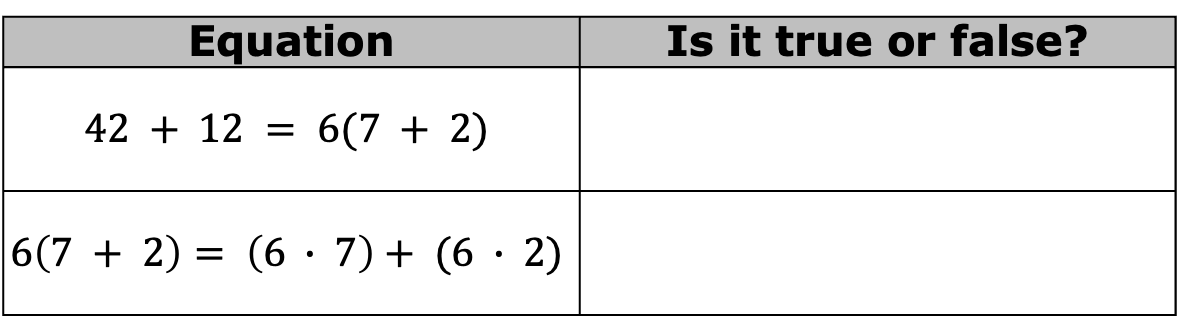 Equation Is it true or false?
42 + 12 = 6(7 + 2)
6(7 + 2) = (6 · 7) + (6 · 2)